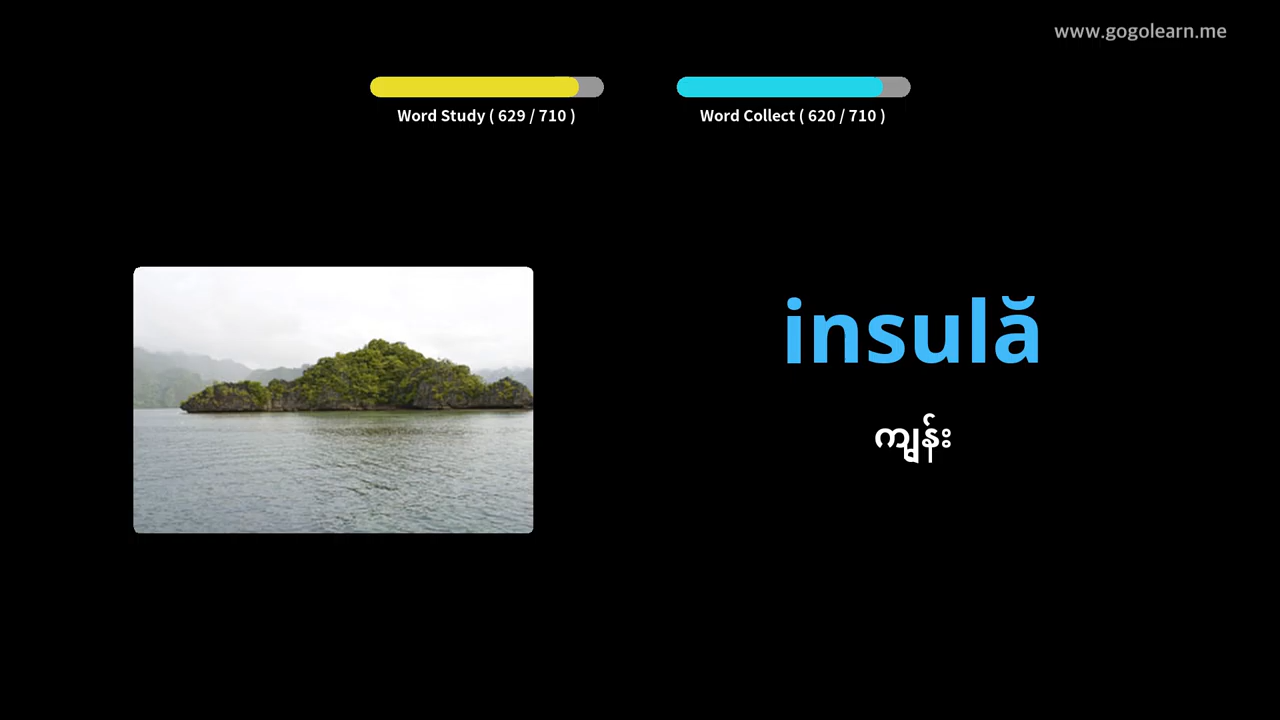 www.gogolearn.me
Word Study ( 629 / 710 )
Word Collect ( 620 / 710 )
insulă
ကျွန်း